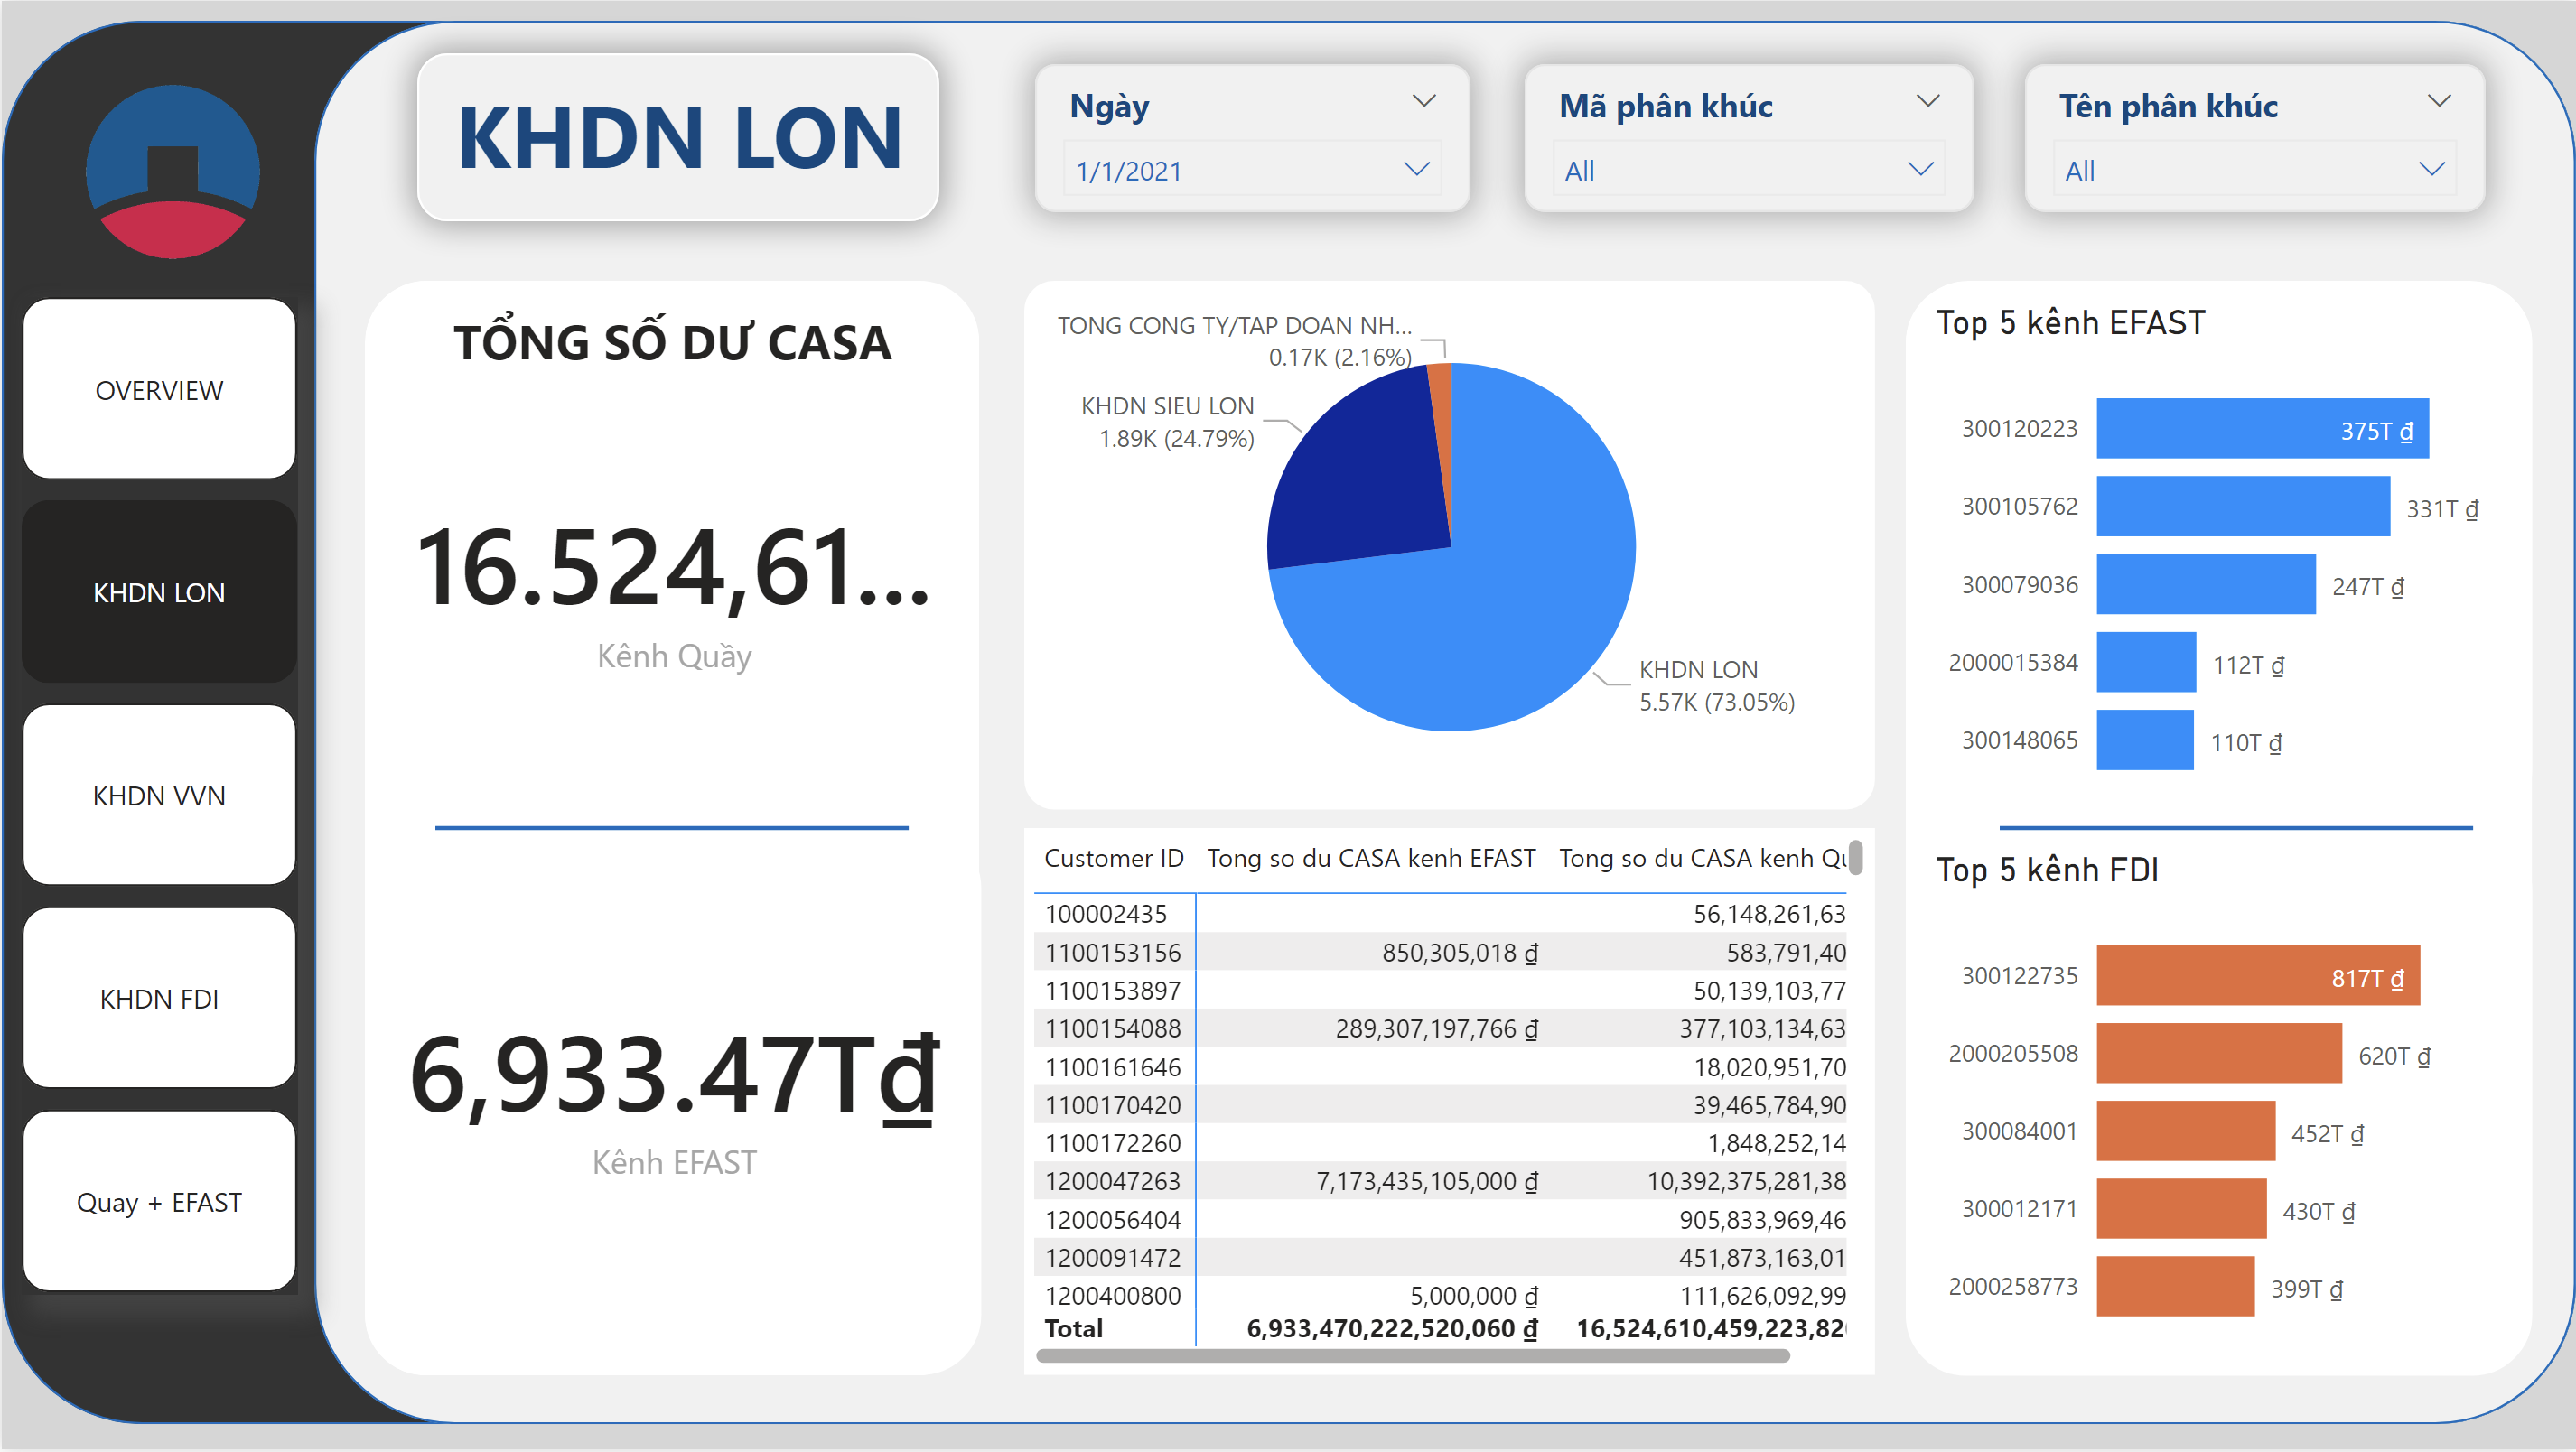 KHDN LON
Ngày
1/1/2021
Mã phân khúc
All
Tên phân khúc
All
OVERVIEW
KHDN LON
KHDN VVN
KHDN FDI
Quay + EFAST
TỔNG SỐ DƯ CASA
16.524,61...
Kênh Quầy
6,933.47Tđ
Kênh EFAST
TONG CONG TY/TAP DOAN NH...
0.17K (2.16%)
KHDN SIEU LON
1.89K (24.79%)
KHDN LON
5.57K (73.05%)
Customer ID Tong so du CASA kenh EFAST Tong so du CASA kenh Qu
100002435 56,148,261,63
1100153156 850,305,018 ₫ 583,791,40
1100153897 50,139,103,77
1100154088 289,307,197,766 ₫ 377,103,134,63
1100161646 18,020,951,70
1100170420 39,465,784,90
1100172260 1,848,252,14
1200047263 7,173,435,105,000 ₫ 10,392,375,281,38
1200056404 905,833,969,46
1200091472 451,873,163,01
1200400800 5,000,000 ₫ 111,626,092,99
Total 6,933,470,222,520,060 ₫ 16,524,610,459,223,820
Top 5 kênh EFAST
300120223 375T ₫
300105762 331T ₫
300079036 247T ₫
2000015384 112T ₫
300148065 110T ₫
Top 5 kênh FDI
300122735 817T ₫
2000205508 620T ₫
300084001 452T ₫
300012171 430T ₫
2000258773 399T ₫